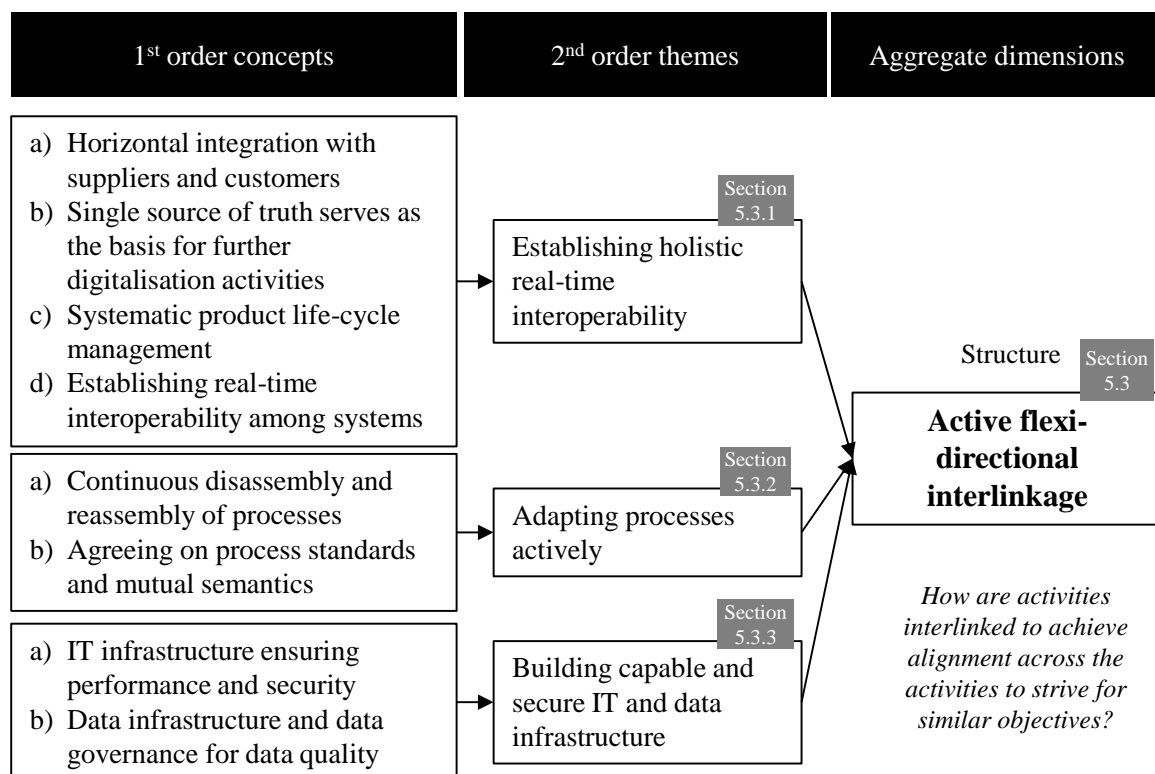 1st order concepts
2nd order themes
Aggregate dimensions
a) Horizontal integration with
suppliers and customers
b) Single source of truth serves as
the basis for further
digitalisation activities
c) Systematic product life-cycle
management
d) Establishing real-time
interoperability among systems
Section
5.3.1
Establishing holistic
real-time
interoperability
Structure
Section
5.3
Active flexi-
directional
interlinkage
a) Continuous disassembly and
reassembly of processes
b) Agreeing on process standards
and mutual semantics
Section
5.3.2
Adapting processes
actively
a) IT infrastructure ensuring
performance and security
b) Data infrastructure and data
governance for data quality
Section
5.3.3
Building capable and
secure IT and data
infrastructure
How are activities
interlinked to achieve
alignment across the
activities to strive for
similar objectives?